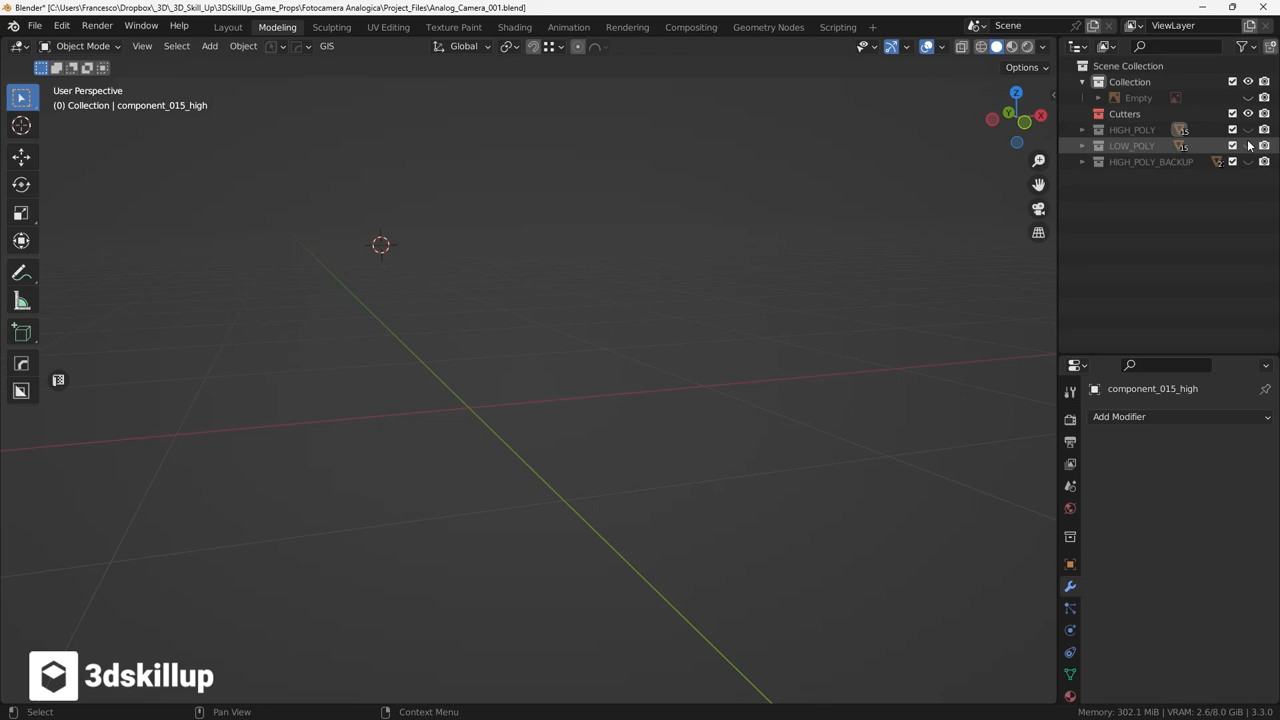 Blender* [C:\Users\Francesco\Dropbox\_3D\_3D_Skill_Up\3DSkillUp_Game_Props\Fotocamera Analogica\Project_Files\Analog_Camera_001.blend]
File Edit Render Window Help Layout Modeling Sculpting UV Editing Texture Paint Shading Animation Rendering Compositing Geometry Nodes Scripting + Scene ViewLayer
Object Mode View Select Add Object GIS Global
Options
User Perspective
(0) Collection | component_015_high
Z
Y
X
Scene Collection
Collection
Empty
Cutters
HIGH_POLY 15
LOW_POLY 15
HIGH_POLY_BACKUP 2
component_015_high
Add Modifier
3dskillup
Select Pan View Context Menu Memory: 302.1 MiB | VRAM: 2.6/8.0 GiB | 3.3.0